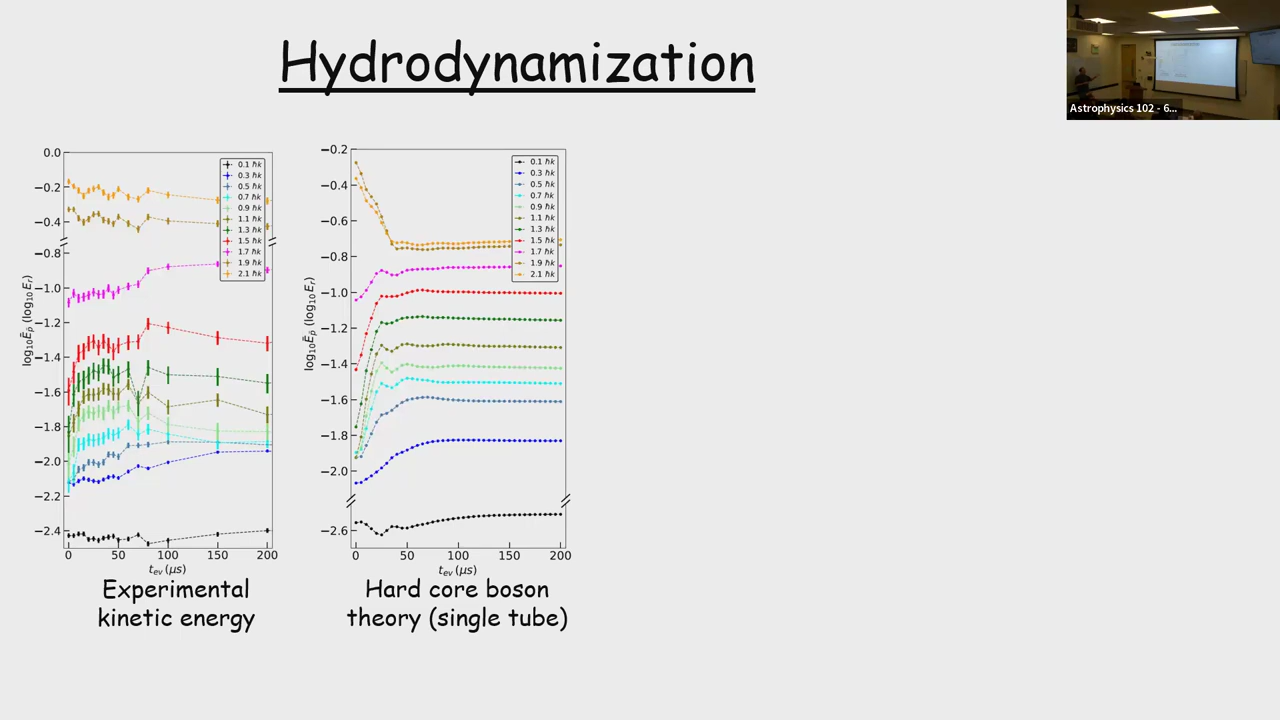 Hydrodynamization
Astrophysics 102 - 6...
0.0
−0.2
−0.4
−0.8
−1.0
−1.2
−1.4
−1.6
−1.8
−2.0
−2.2
−2.4
log₁₀Ẽₚ̃ (log₁₀ Eᵣ)
0.1 ℏk
0.3 ℏk
0.5 ℏk
0.7 ℏk
0.9 ℏk
1.1 ℏk
1.3 ℏk
1.5 ℏk
1.7 ℏk
1.9 ℏk
2.1 ℏk
0 50 100 150 200
t_ev (μs)
Experimental
kinetic energy
−0.2
−0.4
−0.6
−0.8
−1.0
−1.2
−1.4
−1.6
−1.8
−2.0
−2.6
log₁₀Ẽₚ̃ (log₁₀ Eᵣ)
0.1 ℏk
0.3 ℏk
0.5 ℏk
0.7 ℏk
0.9 ℏk
1.1 ℏk
1.3 ℏk
1.5 ℏk
1.7 ℏk
1.9 ℏk
2.1 ℏk
0 50 100 150 200
t_ev (μs)
Hard core boson
theory (single tube)